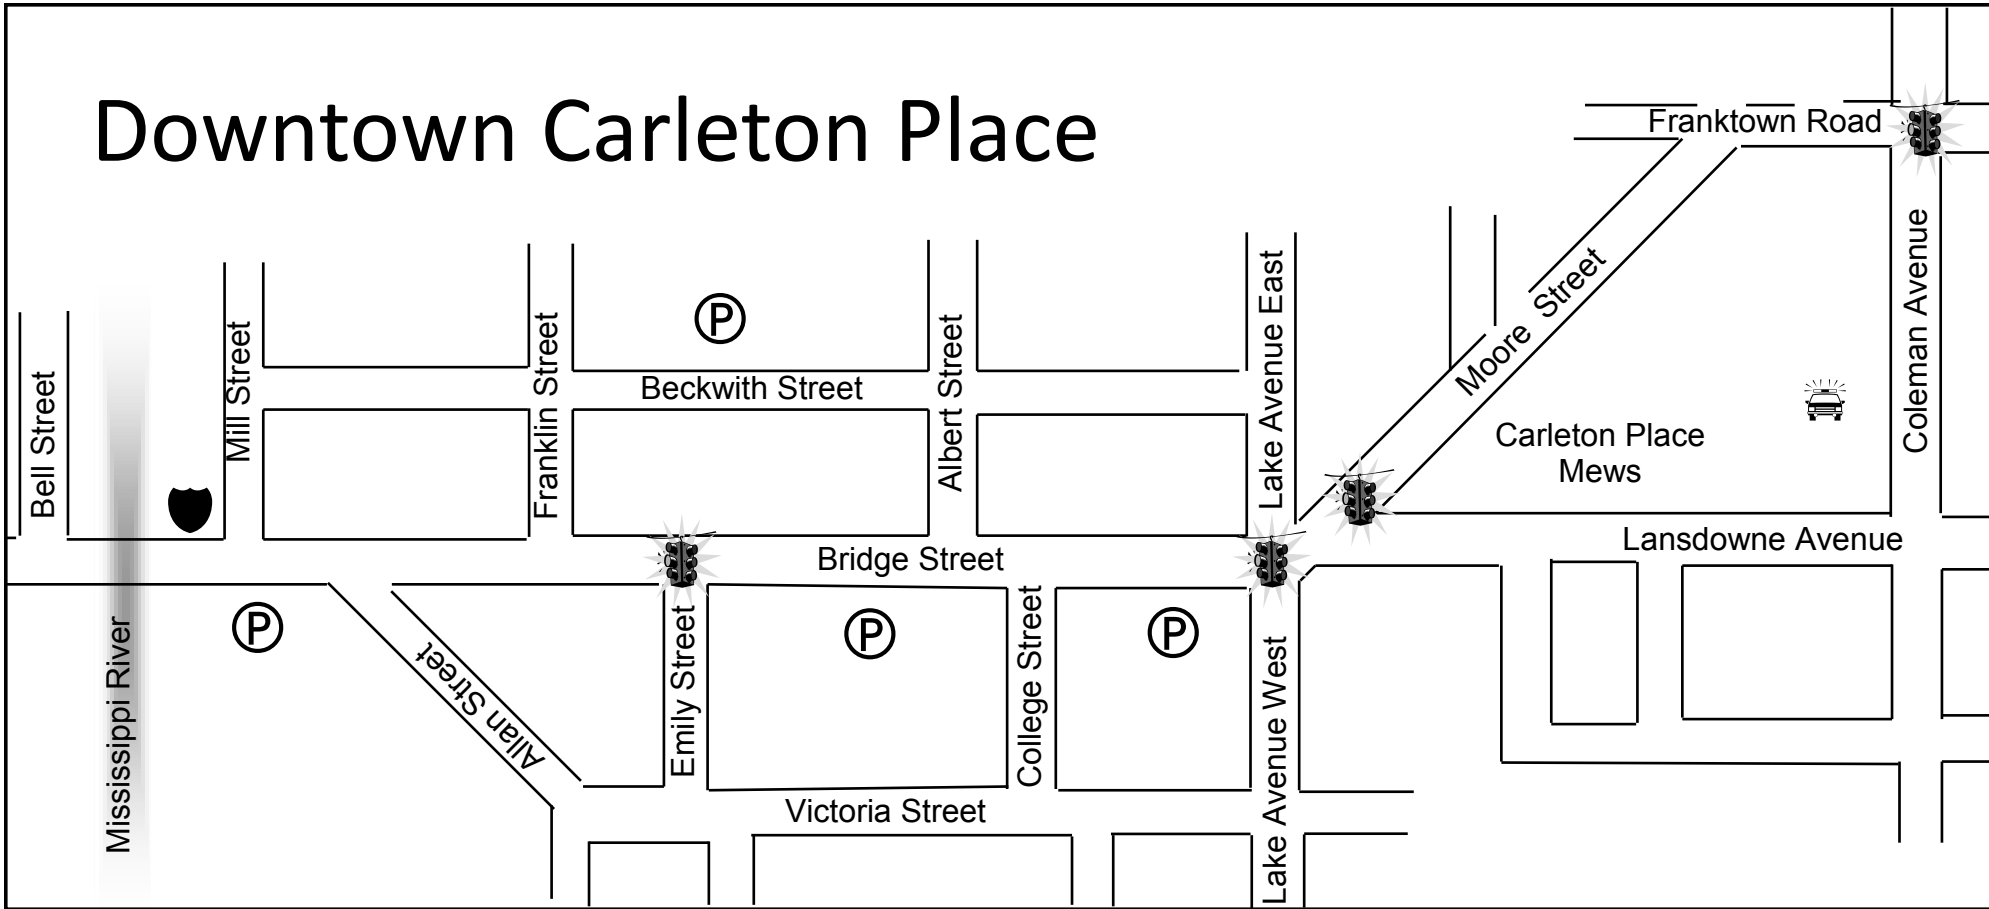 Downtown Carleton Place
Franktown Road
Moore Street
Coleman Avenue
Lake Avenue East
P
Beckwith Street
Bell Street
Mill Street
Franklin Street
Albert Street
Carleton Place
Mews
Lansdowne Avenue
Bridge Street
P
P
P
Mississippi River
Allan Street
Emily Street
College Street
Lake Avenue West
Victoria Street